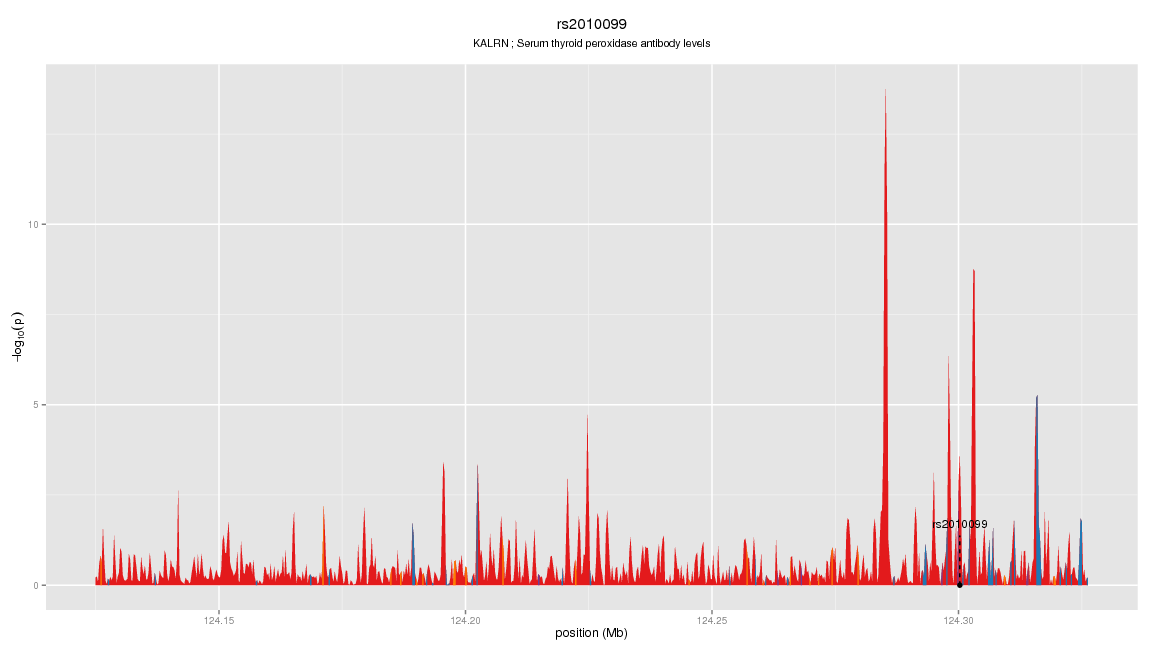 rs2010099
KALRN ; Serum thyroid peroxidase antibody levels
10
5
0
−log10(p)
rs2010099
124.15 124.20 124.25 124.30
position (Mb)